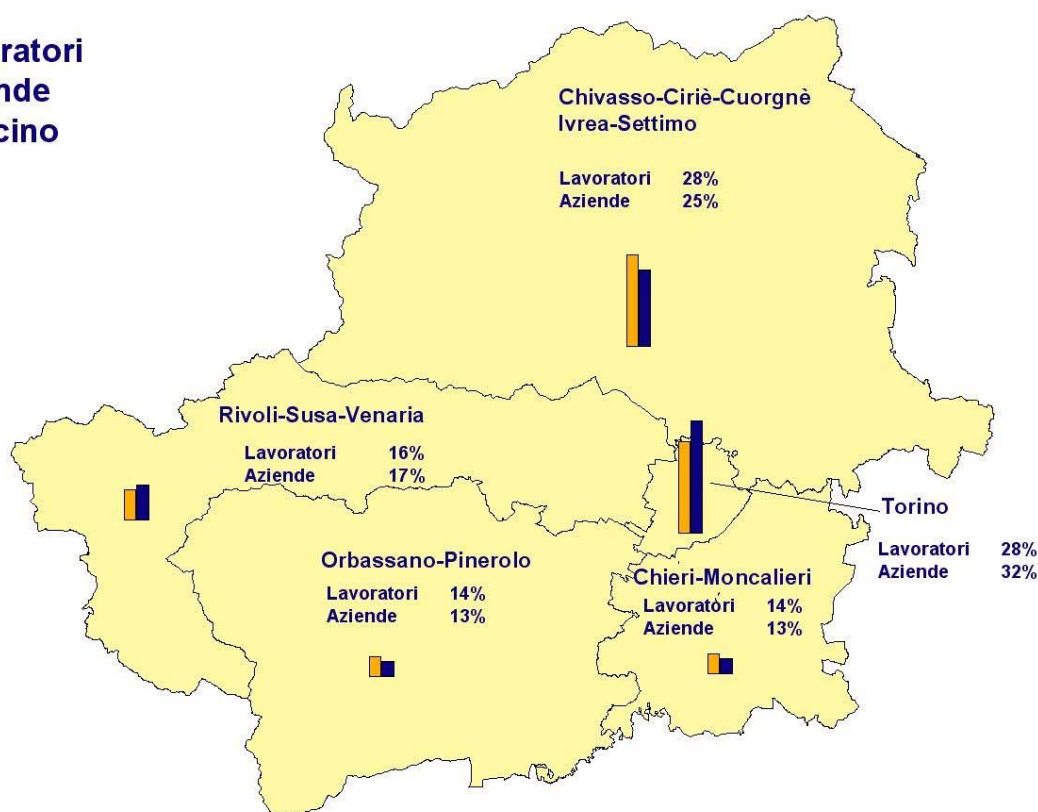 ratori
nde
cino
Chivasso-Ciriè-Cuorgnè
Ivrea-Settimo
Lavoratori 28%
Aziende 25%
Rivoli-Susa-Venaria
Lavoratori 16%
Aziende 17%
Torino
Lavoratori 28%
Aziende 32%
Orbassano-Pinerolo
Lavoratori 14%
Aziende 13%
Chieri-Moncalieri
Lavoratori 14%
Aziende 13%